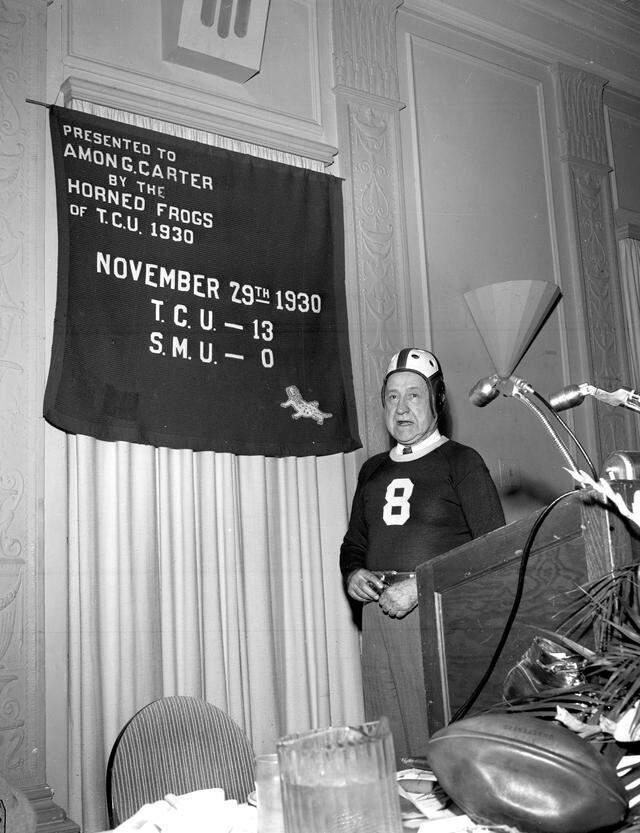 PRESENTED TO
AMON G. CARTER
BY THE
HORNED FROGS
OF T.C.U. 1930
NOVEMBER 29TH 1930
T. C. U. — 13
S. M. U. — 0
8